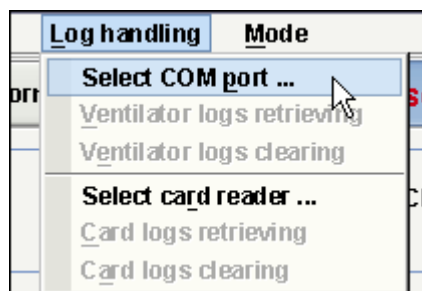 Log handling Mode
Select COM port ...
Ventilator logs retrieving
Ventilator logs clearing
Select card reader ...
Card logs retrieving
Card logs clearing